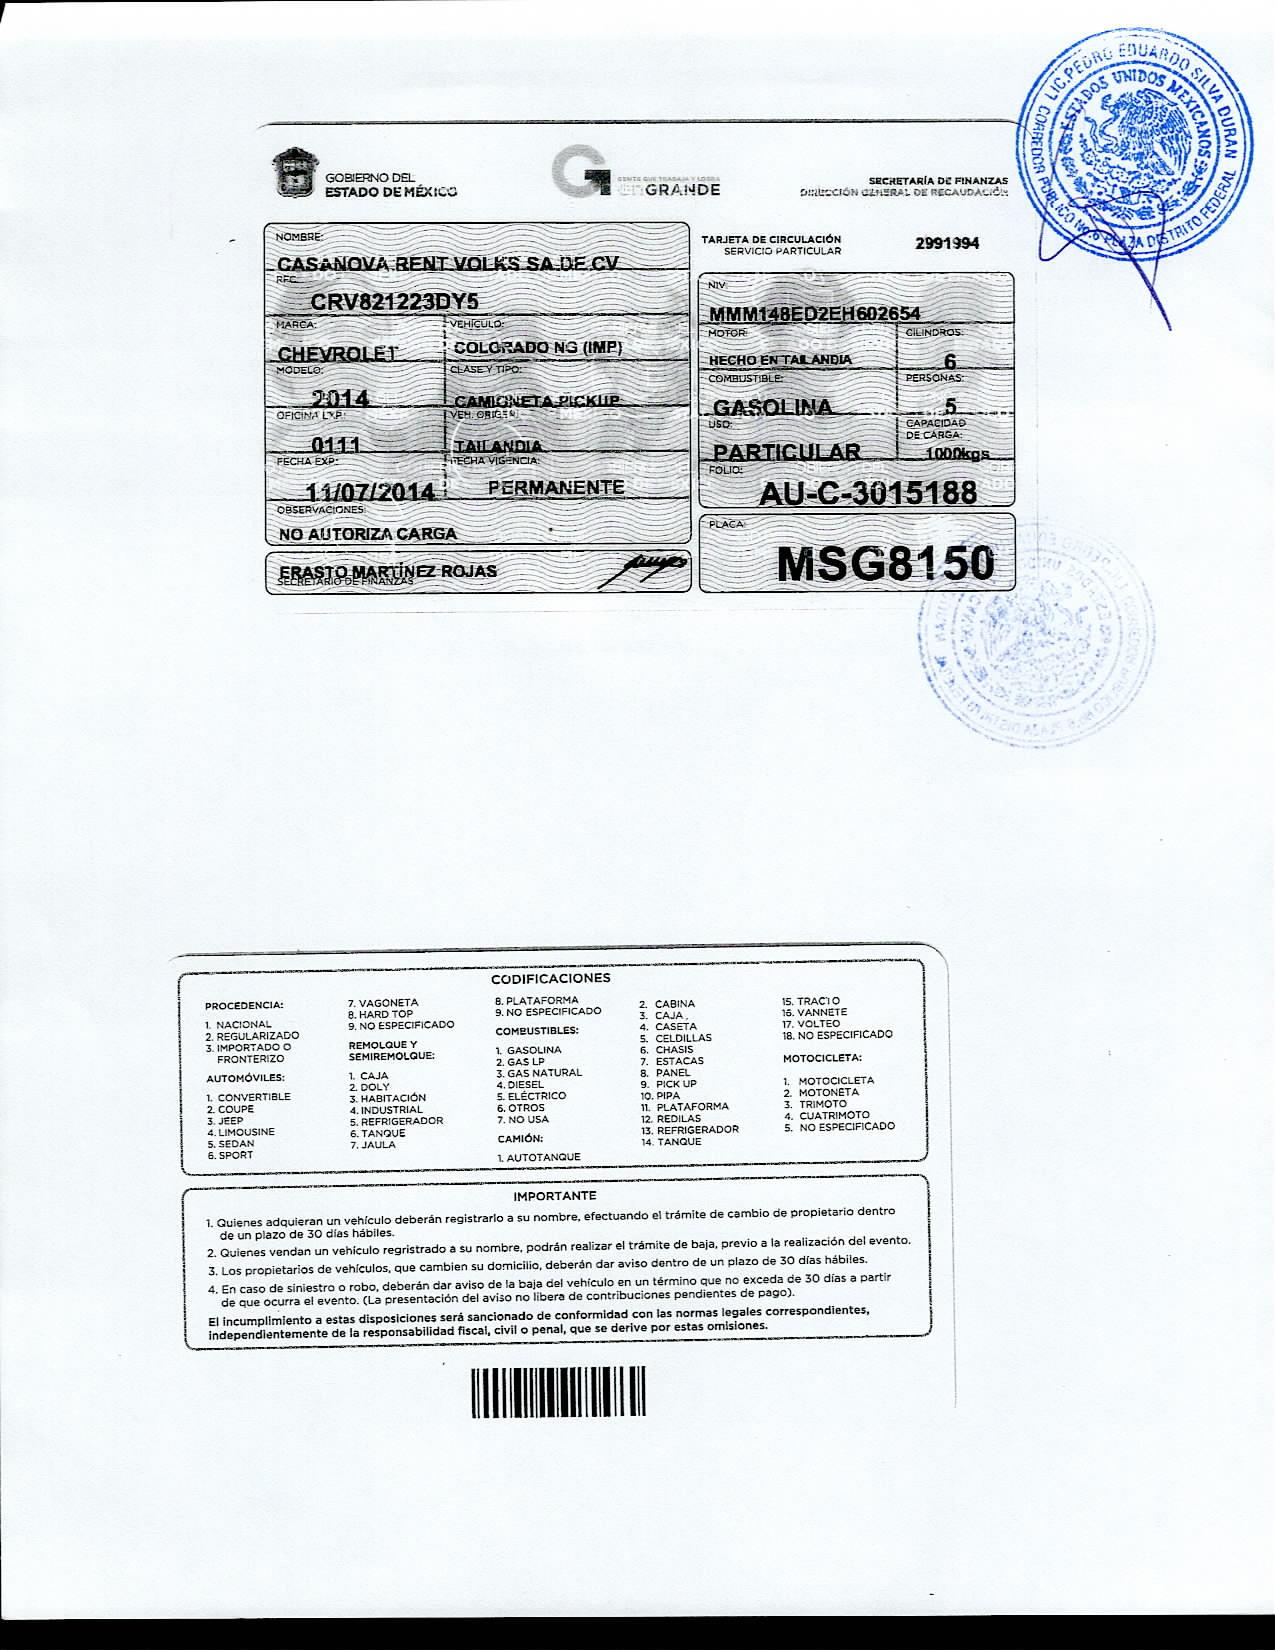 LIC. PEDRO EDUARDO SILVA DURAN
CORREDOR PUBLICO No.6 PLAZA DISTRITO FEDERAL
ESTADOS UNIDOS MEXICANOS
GOBIERNO DEL
ESTADO DE MÉXICO
GENTE QUE TRABAJA Y LOGRA
EN GRANDE
SECRETARÍA DE FINANZAS
DIRECCIÓN GENERAL DE RECAUDACIÓN
TARJETA DE CIRCULACIÓN
SERVICIO PARTICULAR
2991994
NOMBRE:
CASANOVA RENT VOLKS SA DE CV
RFC:
CRV821223DY5
MARCA:
CHEVROLET
VEHÍCULO:
COLORADO NG (IMP)
MODELO:
2014
CLASE Y TIPO:
CAMIONETA PICKUP
OFICINA EXP.:
0111
VEH. ORIGEN:
TAILANDIA
FECHA EXP.:
11/07/2014
FECHA VIGENCIA:
PERMANENTE
OBSERVACIONES:
NO AUTORIZA CARGA
ERASTO MARTÍNEZ ROJAS
SECRETARIO DE FINANZAS
NIV:
MMM148ED2EH602654
MOTOR:
HECHO EN TAILANDIA
CILINDROS:
6
COMBUSTIBLE:
GASOLINA
PERSONAS:
5
USO:
PARTICULAR
CAPACIDAD
DE CARGA:
1000kgs
FOLIO:
AU-C-3015188
PLACA:
MSG8150
CODIFICACIONES
PROCEDENCIA:
1. NACIONAL
2. REGULARIZADO
3. IMPORTADO O
FRONTERIZO
AUTOMÓVILES:
1. CONVERTIBLE
2. COUPE
3. JEEP
4. LIMOUSINE
5. SEDAN
6. SPORT
7. VAGONETA
8. HARD TOP
9. NO ESPECIFICADO
REMOLQUE Y
SEMIREMOLQUE:
1. CAJA
2. DOLY
3. HABITACIÓN
4. INDUSTRIAL
5. REFRIGERADOR
6. TANQUE
7. JAULA
8. PLATAFORMA
9. NO ESPECIFICADO
COMBUSTIBLES:
1. GASOLINA
2. GAS LP
3. GAS NATURAL
4. DIESEL
5. ELÉCTRICO
6. OTROS
7. NO USA
CAMIÓN:
1. AUTOTANQUE
2. CABINA
3. CAJA
4. CASETA
5. CELDILLAS
6. CHASIS
7. ESTACAS
8. PANEL
9. PICK UP
10. PIPA
11. PLATAFORMA
12. REDILAS
13. REFRIGERADOR
14. TANQUE
15. TRACTO
16. VANNETE
17. VOLTEO
18. NO ESPECIFICADO
MOTOCICLETA:
1. MOTOCICLETA
2. MOTONETA
3. TRIMOTO
4. CUATRIMOTO
5. NO ESPECIFICADO
IMPORTANTE
1. Quienes adquieran un vehículo deberán registrarlo a su nombre, efectuando el trámite de cambio de propietario dentro
de un plazo de 30 días hábiles.
2. Quienes vendan un vehículo regristrado a su nombre, podrán realizar el trámite de baja, previo a la realización del evento.
3. Los propietarios de vehículos, que cambien su domicilio, deberán dar aviso dentro de un plazo de 30 días hábiles.
4. En caso de siniestro o robo, deberán dar aviso de la baja del vehículo en un término que no exceda de 30 días a partir
de que ocurra el evento. (La presentación del aviso no libera de contribuciones pendientes de pago).
El incumplimiento a estas disposiciones será sancionado de conformidad con las normas legales correspondientes,
independientemente de la responsabilidad fiscal, civil o penal, que se derive por estas omisiones.